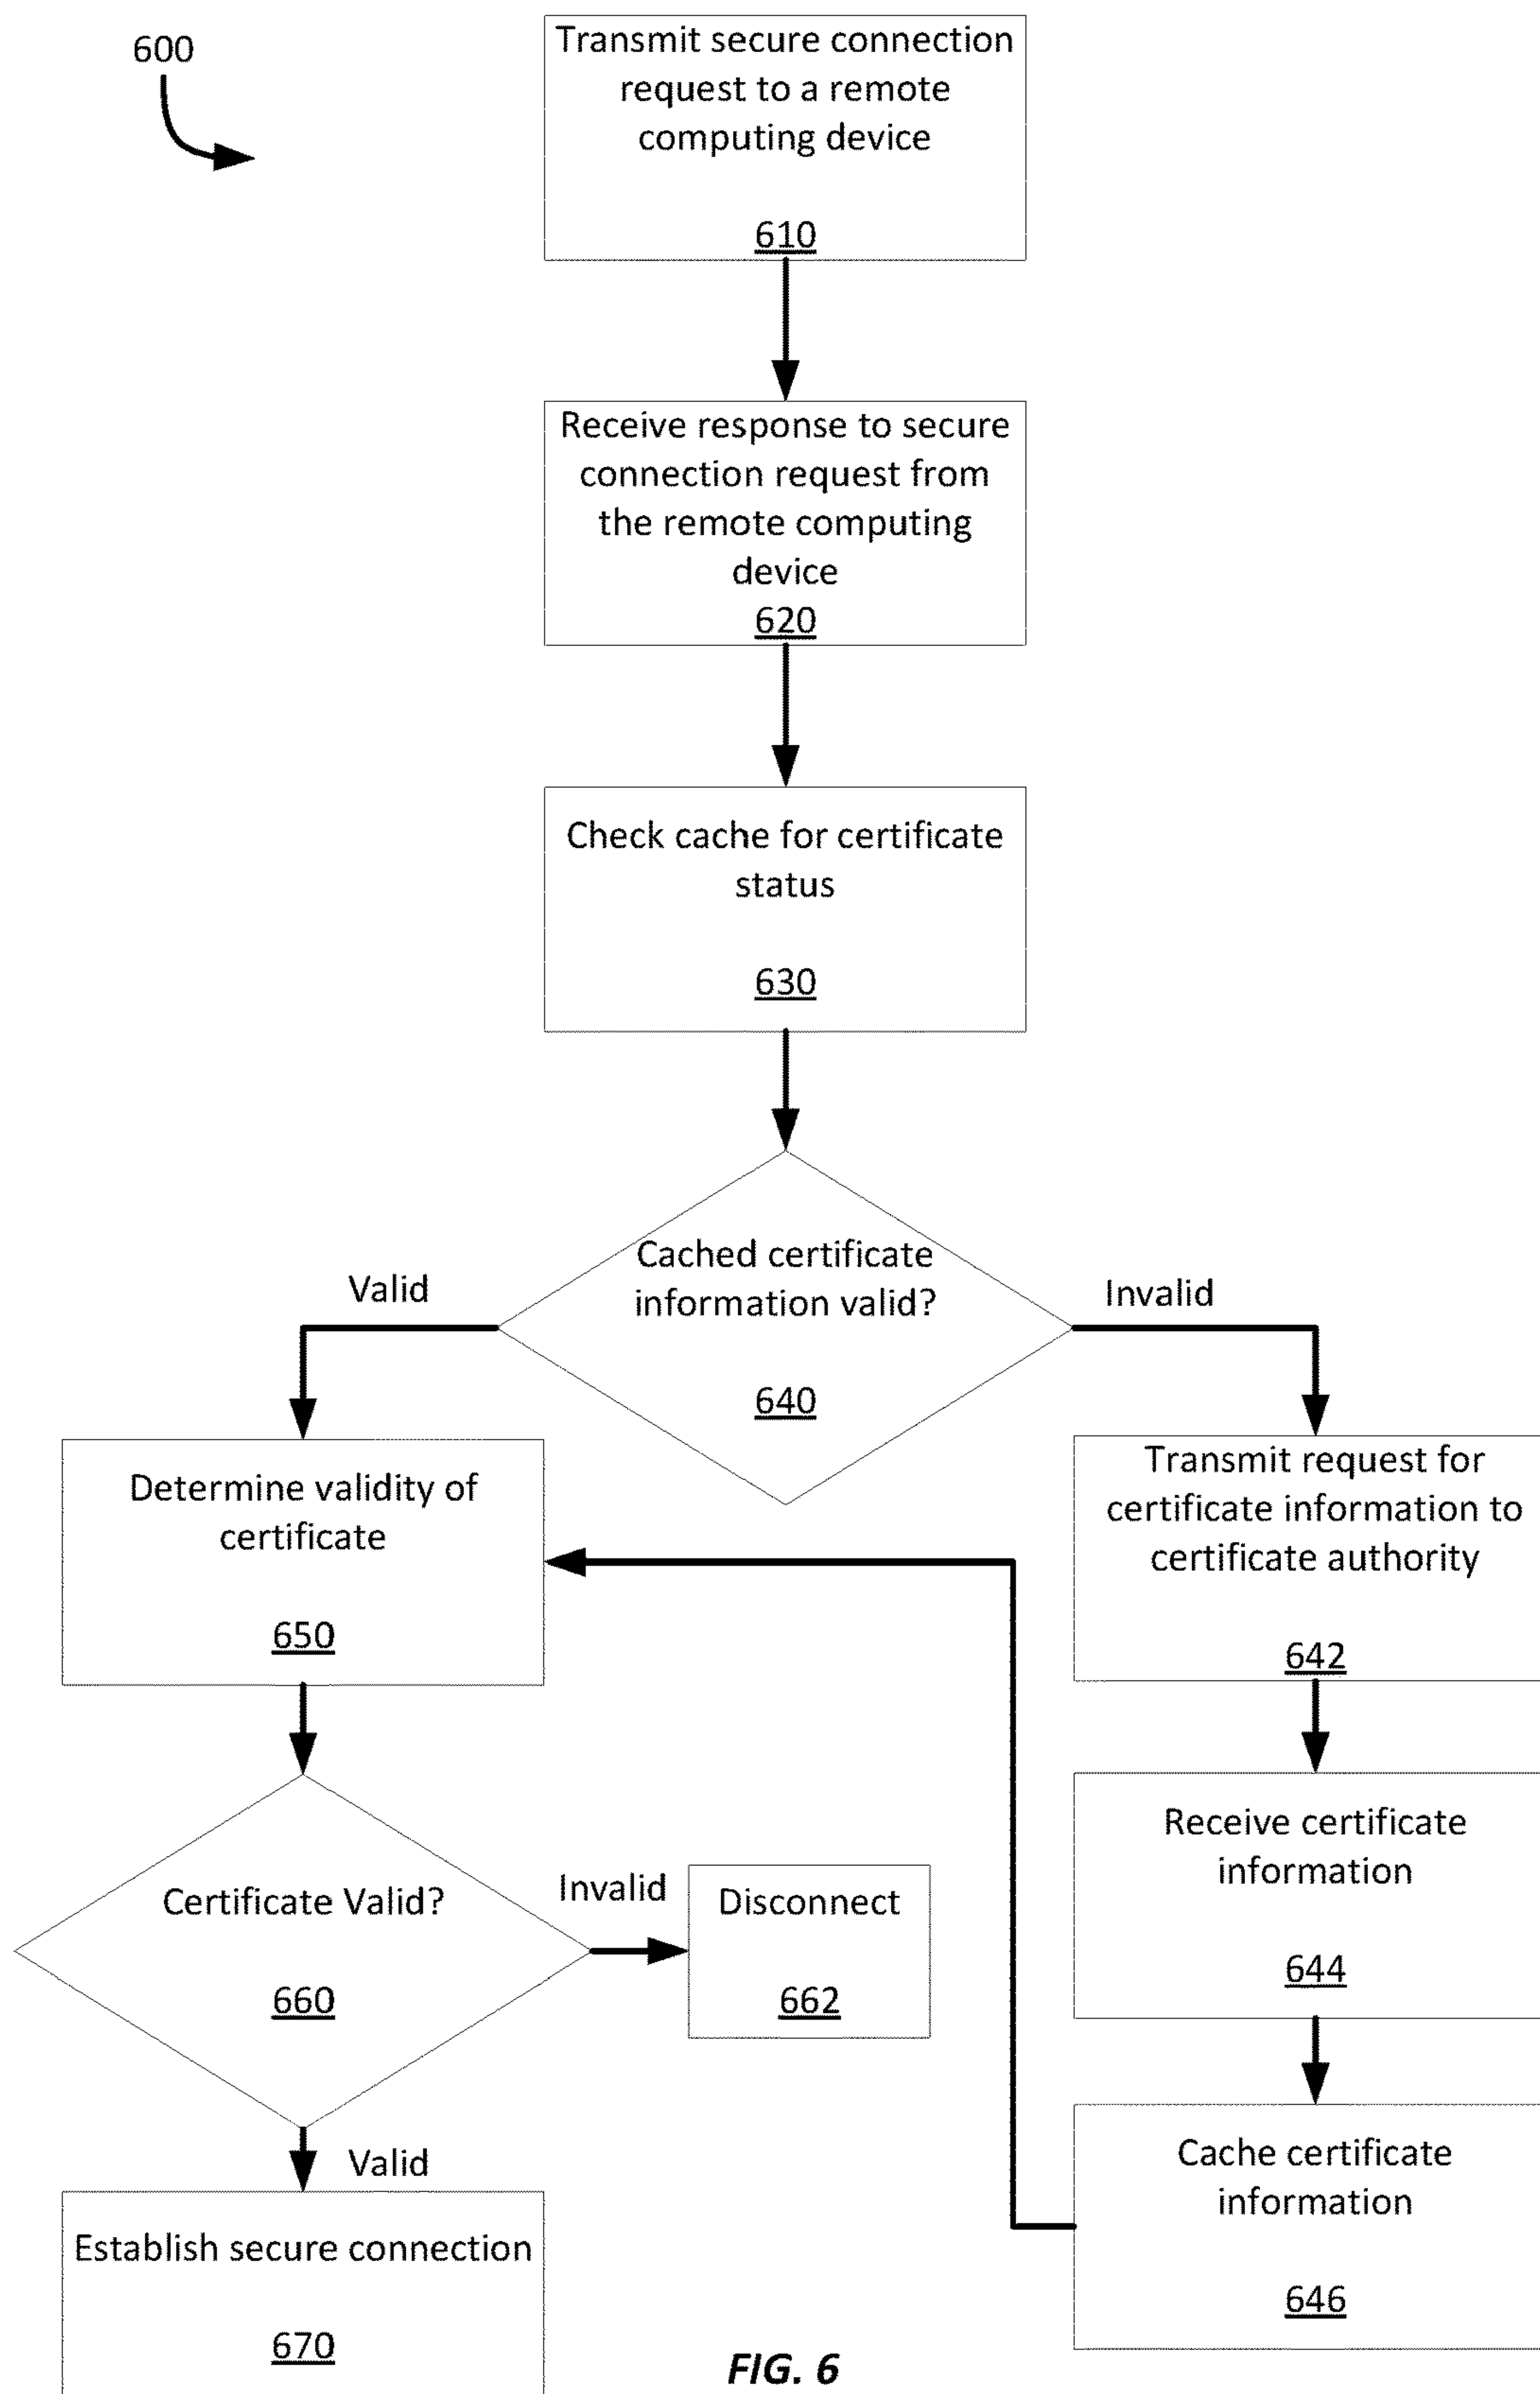 600
Transmit secure connection
request to a remote
computing device
610
Receive response to secure
connection request from
the remote computing
device
620
Check cache for certificate
status
630
Cached certificate
information valid?
640
Valid
Invalid
Determine validity of
certificate
650
Transmit request for
certificate information to
certificate authority
642
Receive certificate
information
644
Certificate Valid?
660
Invalid
Disconnect
662
Valid
Cache certificate
information
646
Establish secure connection
670
FIG. 6